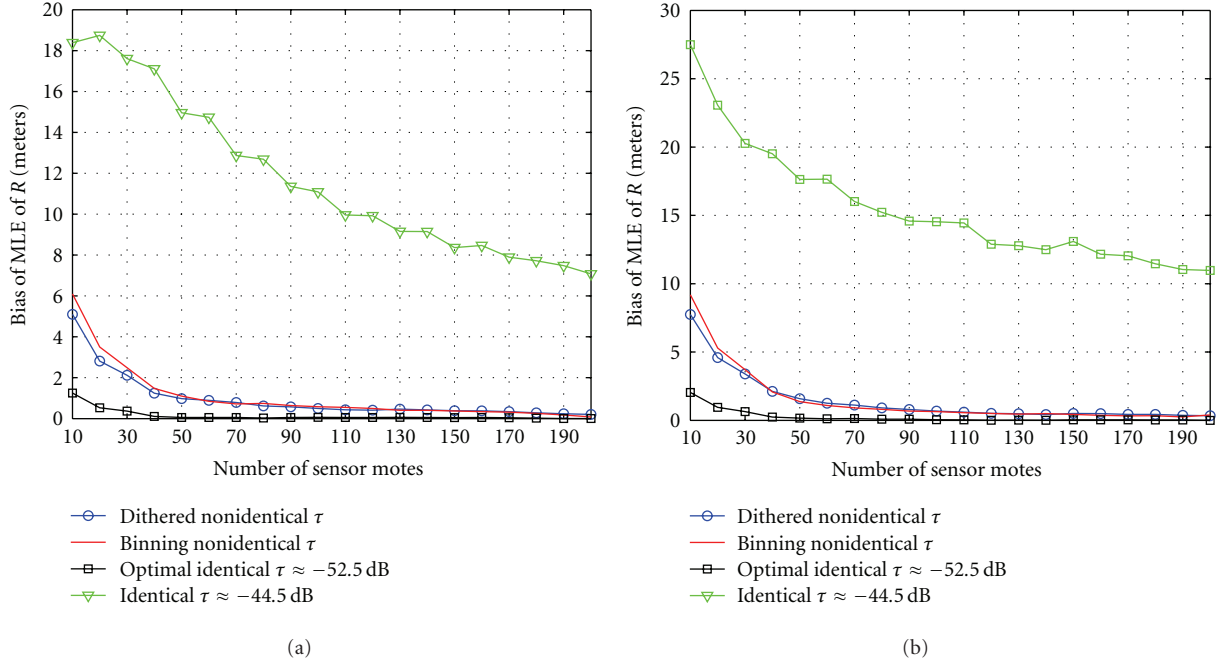 20
18
16
14
12
10
8
6
4
2
0
10 30 50 70 90 110 130 150 170 190
Bias of MLE of R (meters)
Number of sensor motes
Dithered nonidentical τ
Binning nonidentical τ
Optimal identical τ ≈ −52.5 dB
Identical τ ≈ −44.5 dB
(a)
30
25
20
15
10
5
0
10 30 50 70 90 110 130 150 170 190
Bias of MLE of R (meters)
Number of sensor motes
Dithered nonidentical τ
Binning nonidentical τ
Optimal identical τ ≈ −52.5 dB
Identical τ ≈ −44.5 dB
(b)